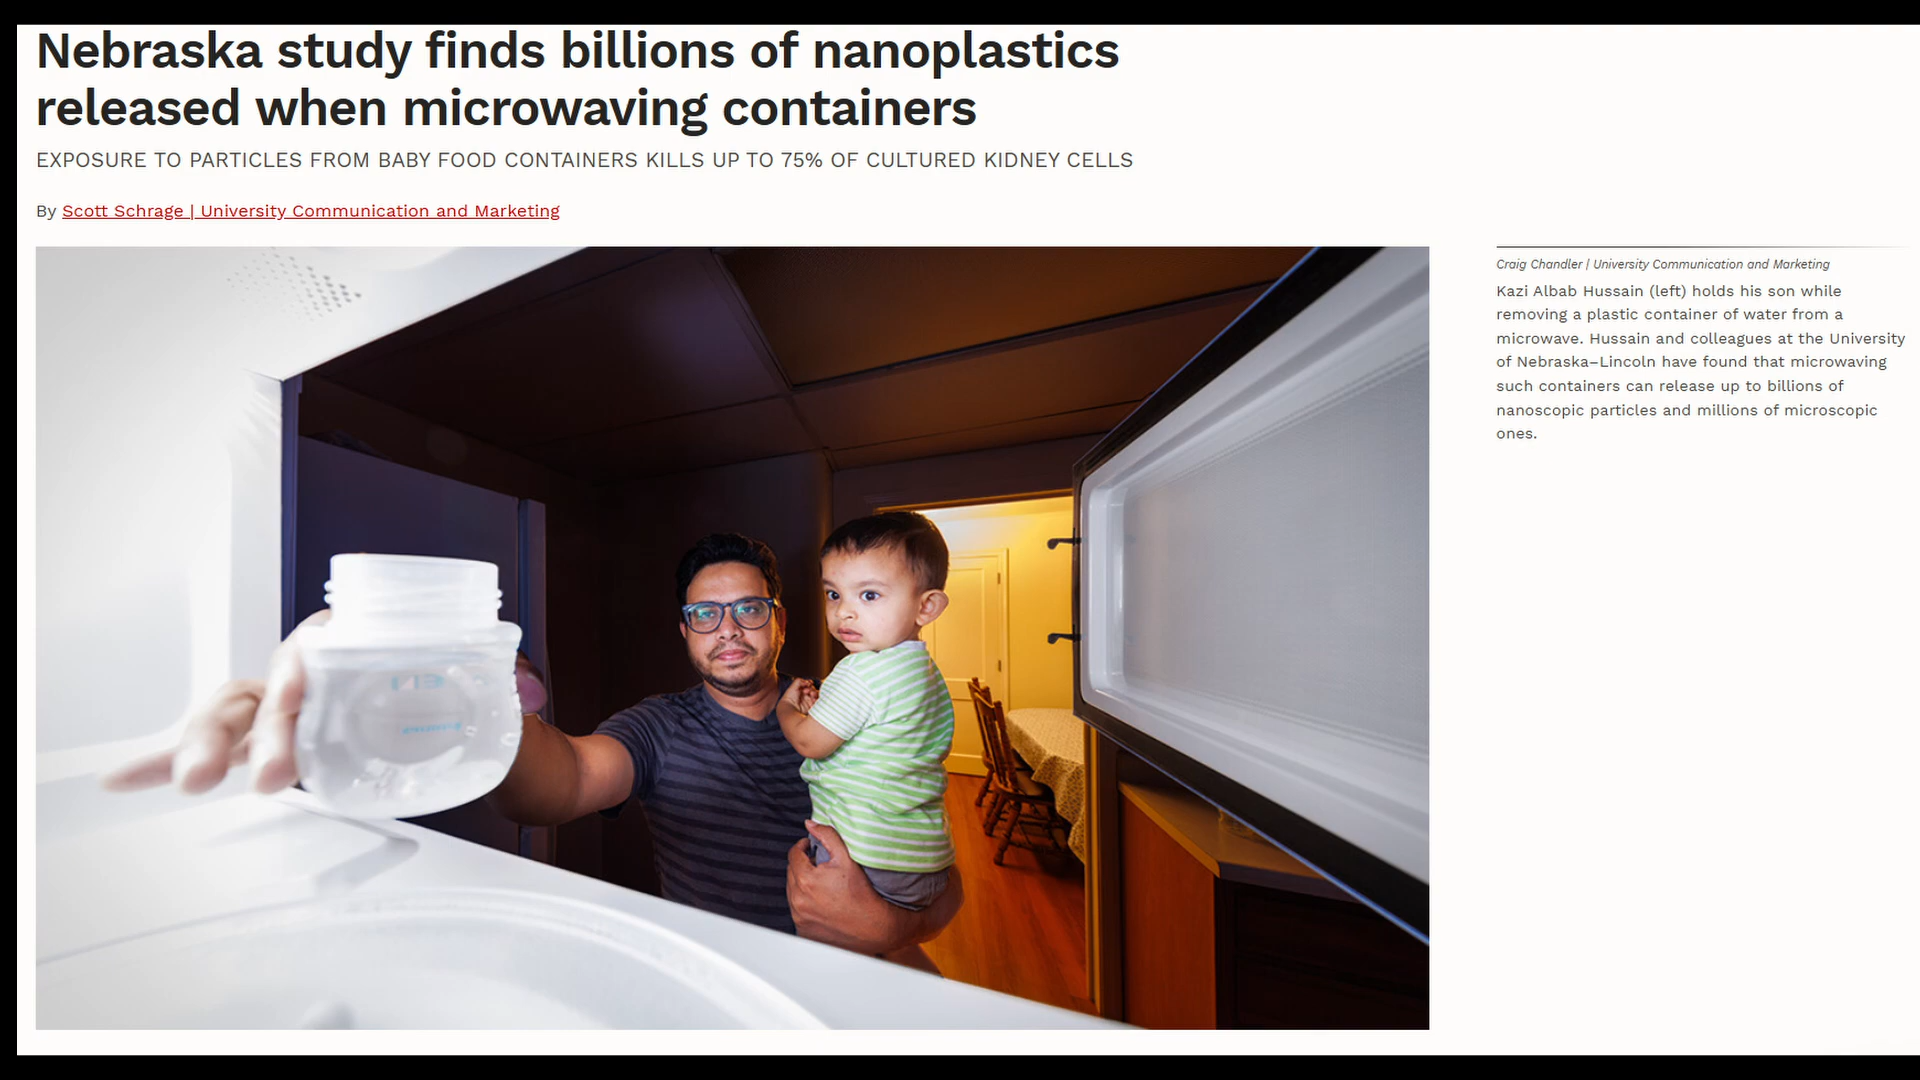 Nebraska study finds billions of nanoplastics
released when microwaving containers
EXPOSURE TO PARTICLES FROM BABY FOOD CONTAINERS KILLS UP TO 75% OF CULTURED KIDNEY CELLS
By Scott Schrage | University Communication and Marketing
Craig Chandler | University Communication and Marketing
Kazi Albab Hussain (left) holds his son while
removing a plastic container of water from a
microwave. Hussain and colleagues at the University
of Nebraska–Lincoln have found that microwaving
such containers can release up to billions of
nanoscopic particles and millions of microscopic
ones.